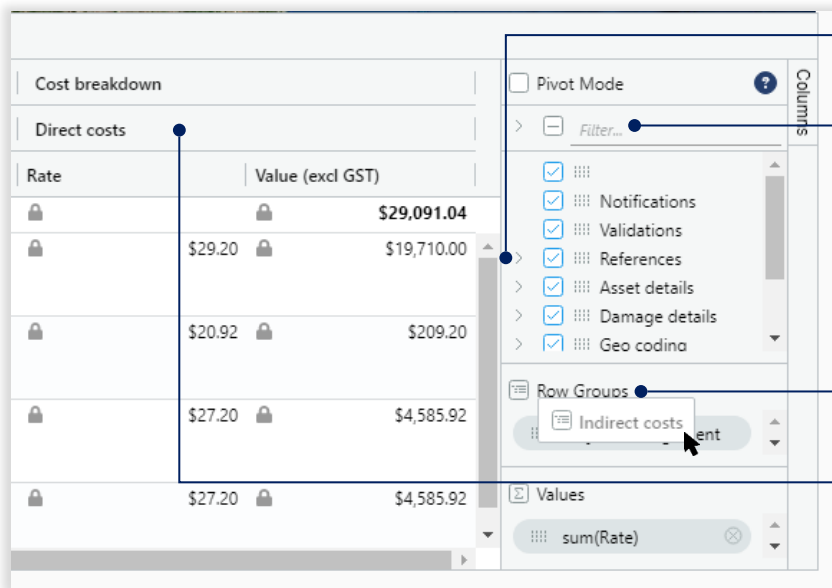 Cost breakdown
Direct costs
Rate
Value (excl GST)
$29,091.04
$29.20
$19,710.00
$20.92
$209.20
$27.20
$4,585.92
$27.20
$4,585.92
Pivot Mode
?
Filter...
Notifications
Validations
References
Asset details
Damage details
Geo coding
Row Groups
Indirect costs
Values
sum(Rate)
Columns